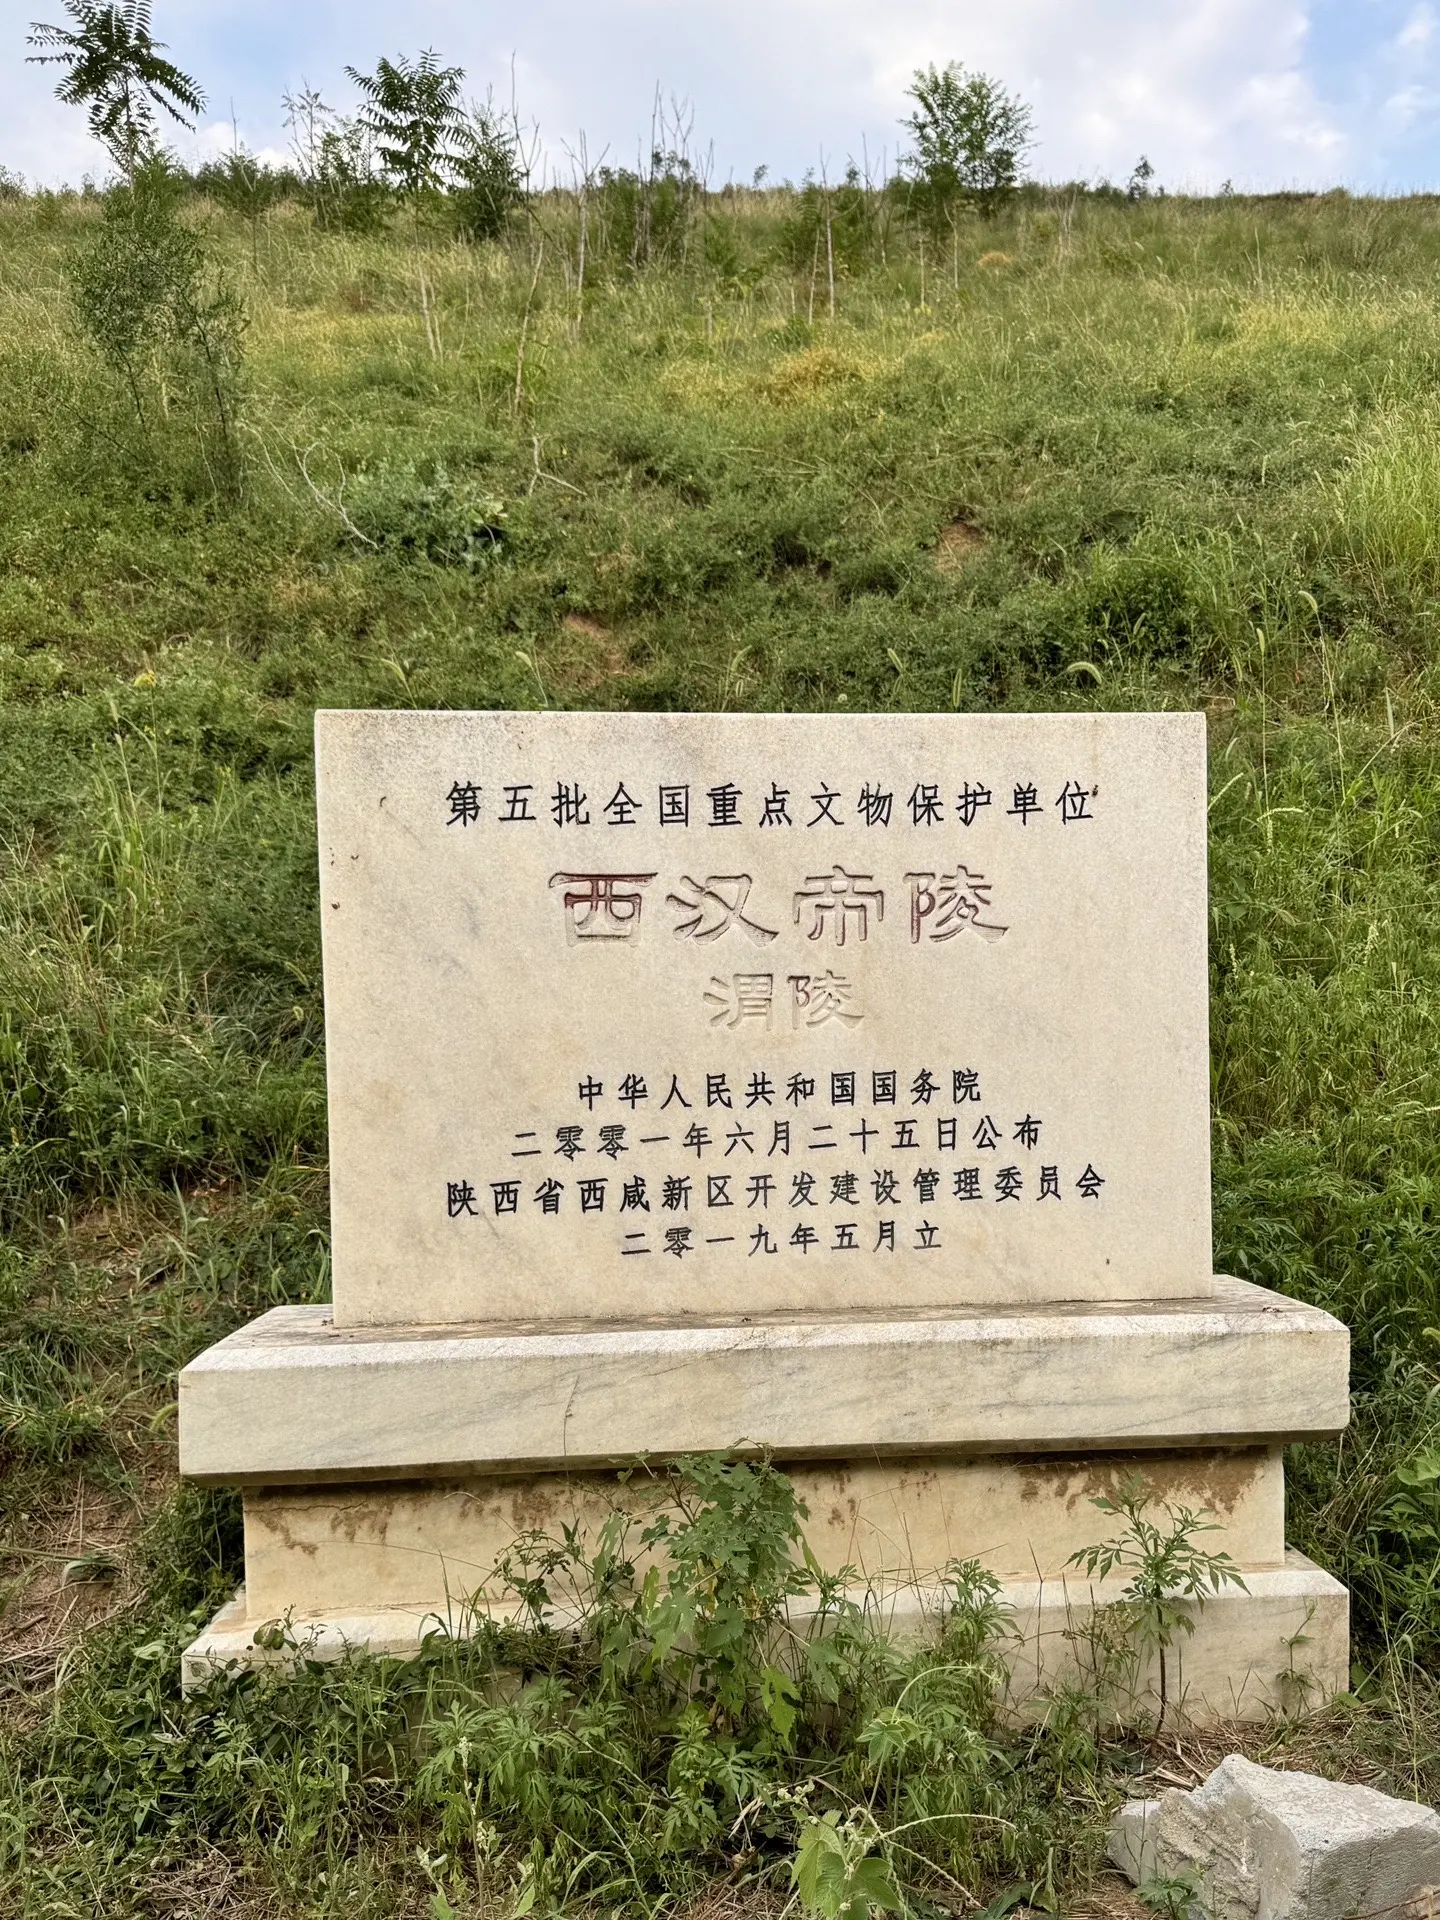 第五批全国重点文物保护单位
西汉帝陵
渭陵
中华人民共和国国务院
二零零一年六月二十五日公布
陕西省西咸新区开发建设管理委员会
二零一九年五月立